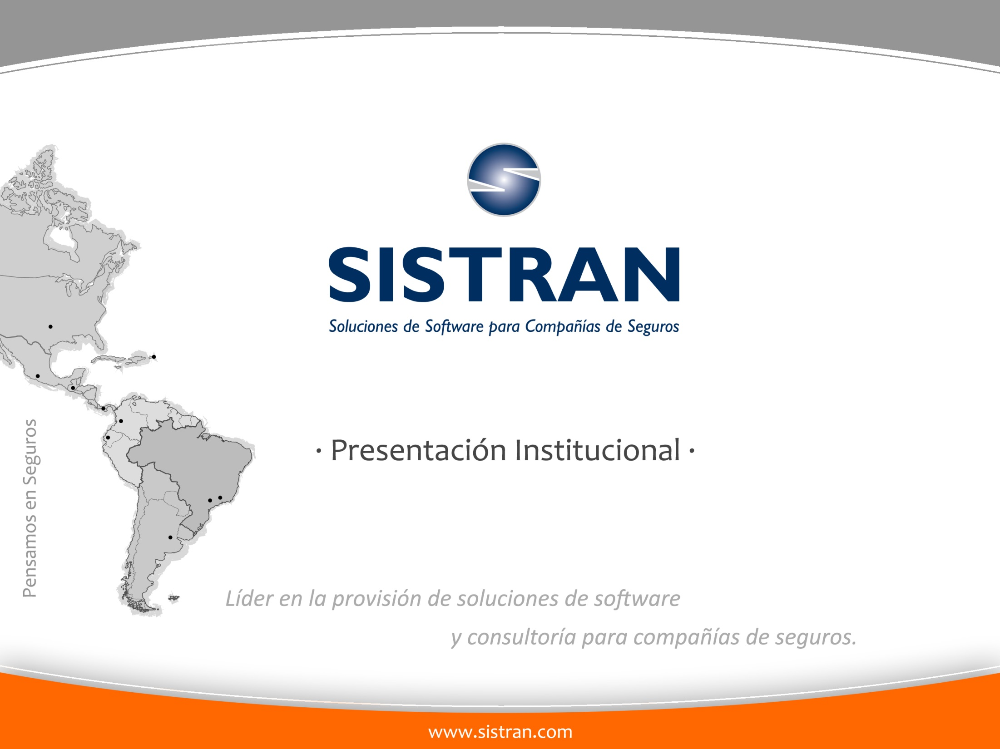 SISTRAN
Soluciones de Software para Compañías de Seguros
Pensamos en Seguros
· Presentación Institucional ·
Líder en la provisión de soluciones de software
y consultoría para compañías de seguros.
www.sistran.com